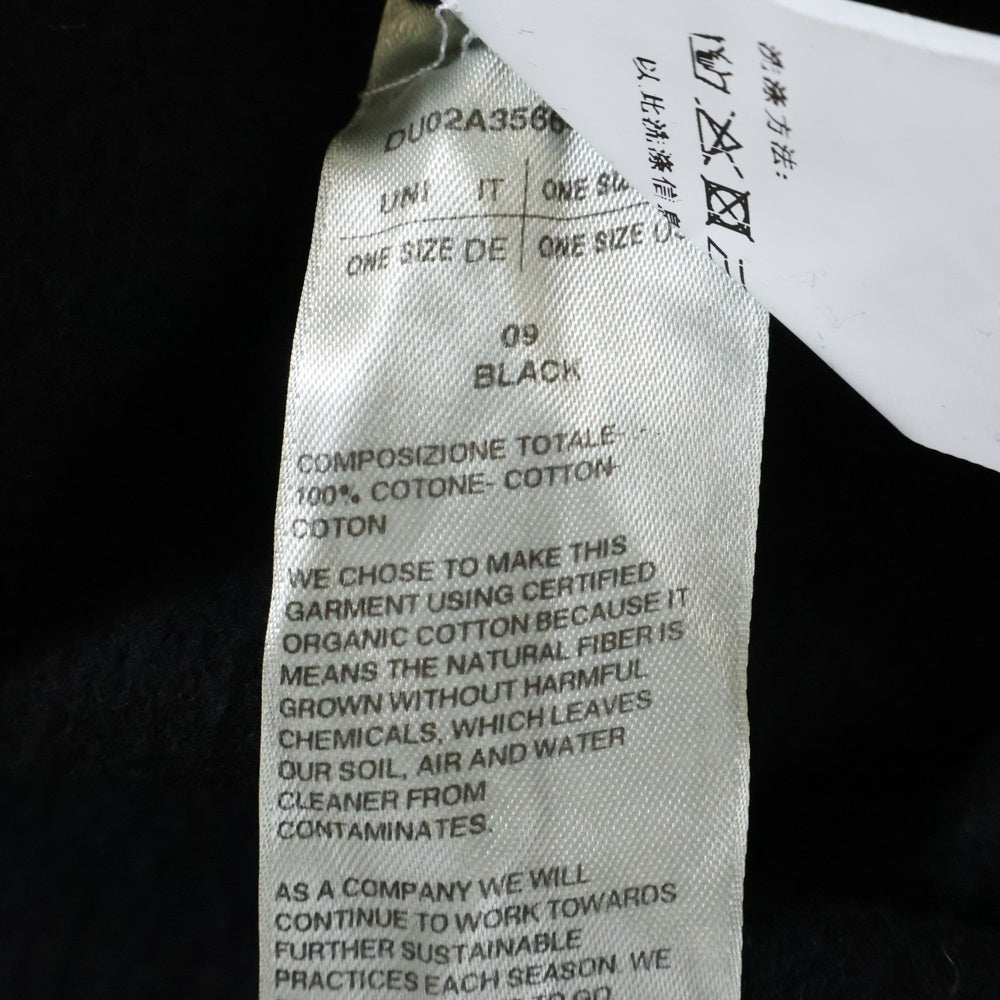 DU02A3566
UNI IT ONE
ONE SIZE DE ONE SIZE
09
BLACK
COMPOSIZIONE TOTALE-
100% COTONE- COTTON-
COTON
WE CHOSE TO MAKE THIS
GARMENT USING CERTIFIED
ORGANIC COTTON BECAUSE IT
MEANS THE NATURAL FIBER IS
GROWN WITHOUT HARMFUL
CHEMICALS, WHICH LEAVES
OUR SOIL, AIR AND WATER
CLEANER FROM
CONTAMINATES.
AS A COMPANY WE WILL
CONTINUE TO WORK TOWARDS
FURTHER SUSTAINABLE
PRACTICES EACH SEASON. WE
TO GO
洗涤方法:
以此洗涤信息